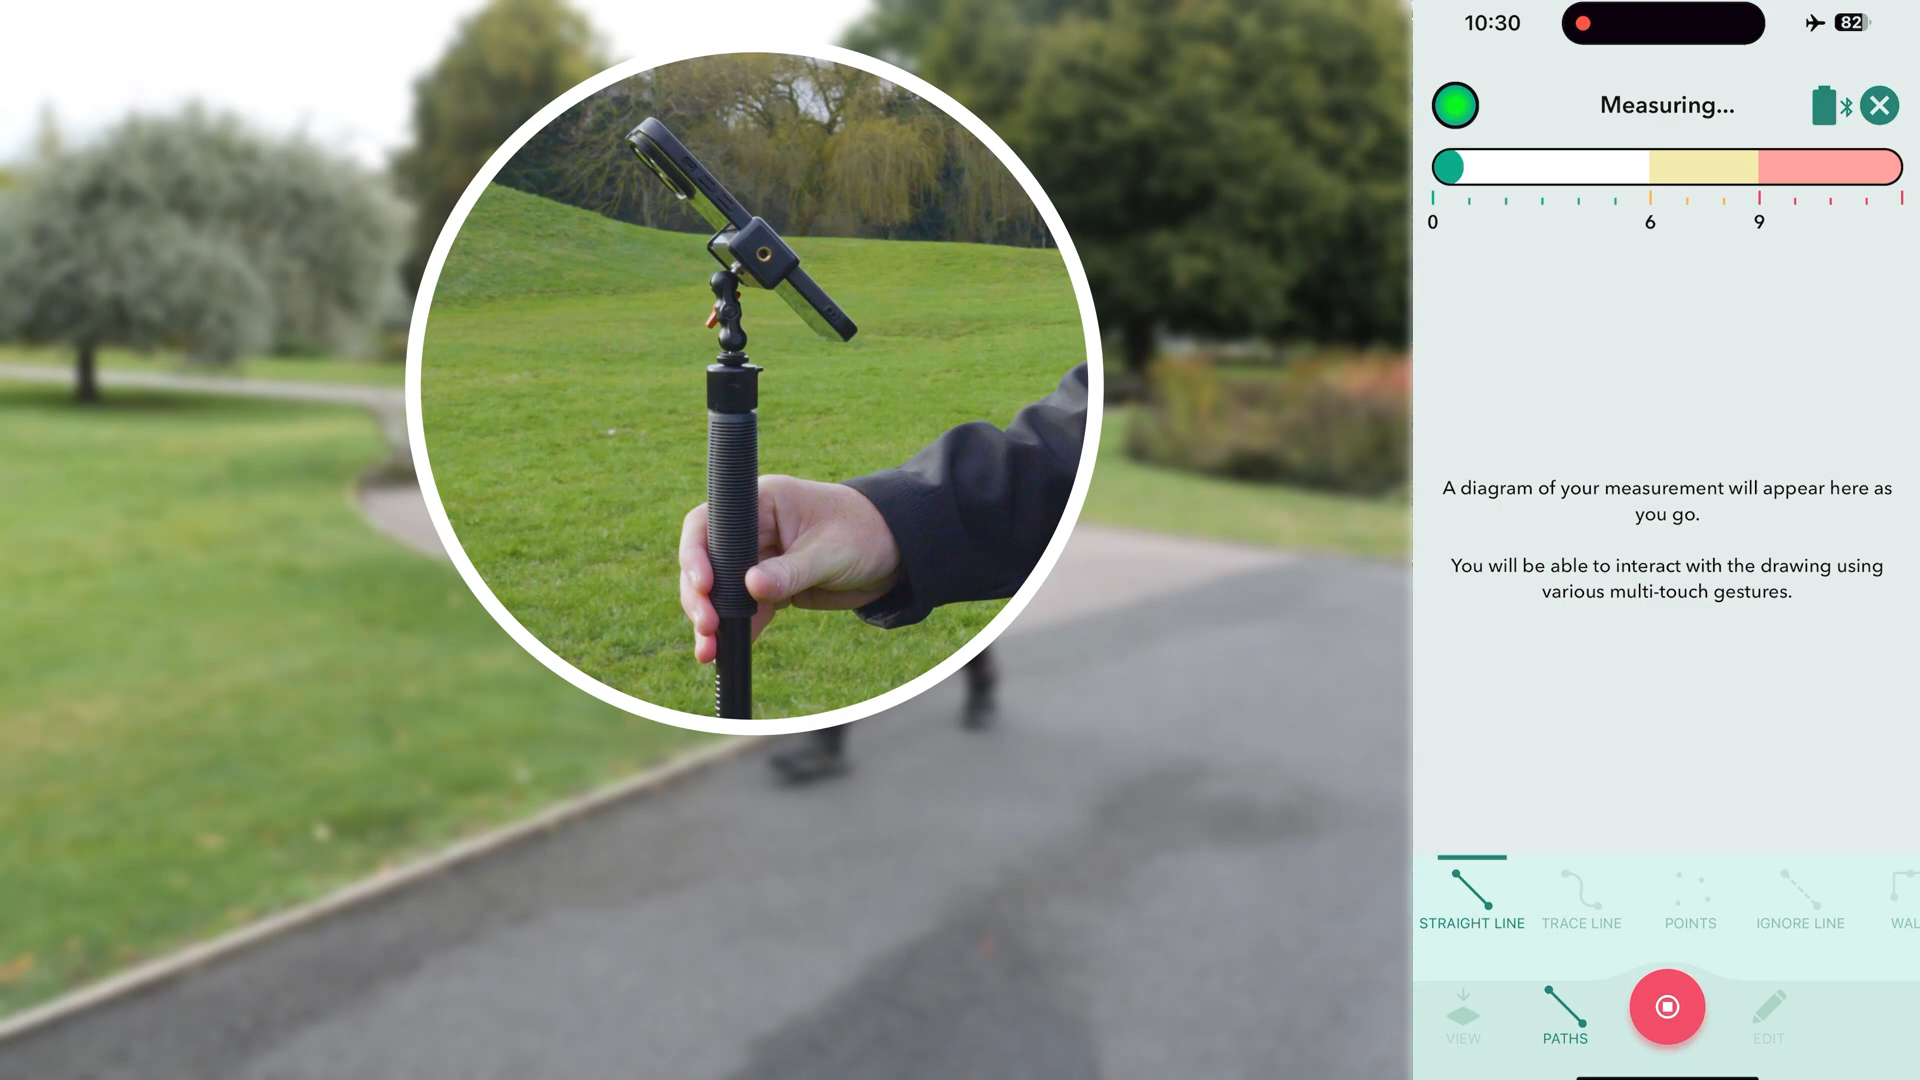 10:30
82
Measuring...
0 6 9
A diagram of your measurement will appear here as
you go.
You will be able to interact with the drawing using
various multi-touch gestures.
STRAIGHT LINE TRACE LINE POINTS IGNORE LINE WAL
VIEW PATHS EDIT